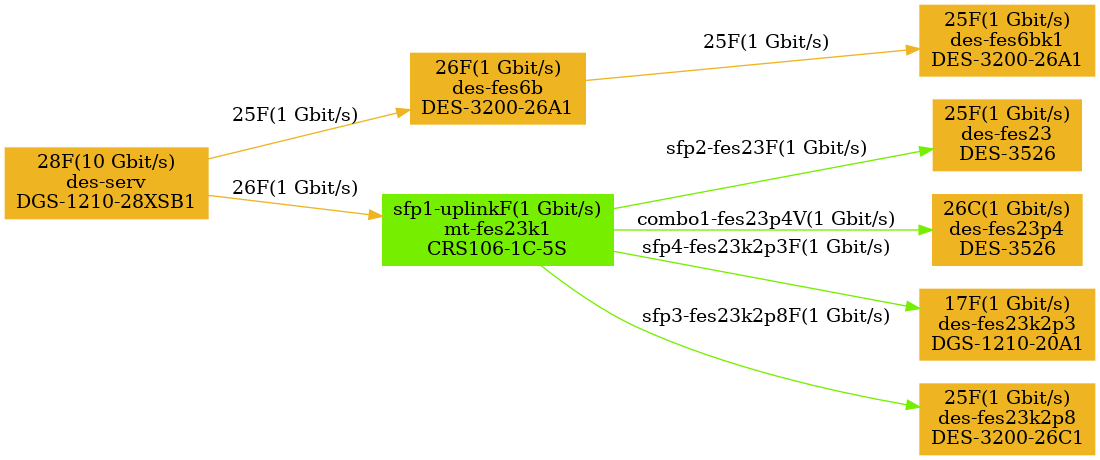 28F(10 Gbit/s)
des-serv
DGS-1210-28XSB1
25F(1 Gbit/s)
26F(1 Gbit/s)
26F(1 Gbit/s)
des-fes6b
DES-3200-26A1
sfp1-uplinkF(1 Gbit/s)
mt-fes23k1
CRS106-1C-5S
25F(1 Gbit/s)
sfp2-fes23F(1 Gbit/s)
combo1-fes23p4V(1 Gbit/s)
sfp4-fes23k2p3F(1 Gbit/s)
sfp3-fes23k2p8F(1 Gbit/s)
25F(1 Gbit/s)
des-fes6bk1
DES-3200-26A1
25F(1 Gbit/s)
des-fes23
DES-3526
26C(1 Gbit/s)
des-fes23p4
DES-3526
17F(1 Gbit/s)
des-fes23k2p3
DGS-1210-20A1
25F(1 Gbit/s)
des-fes23k2p8
DES-3200-26C1